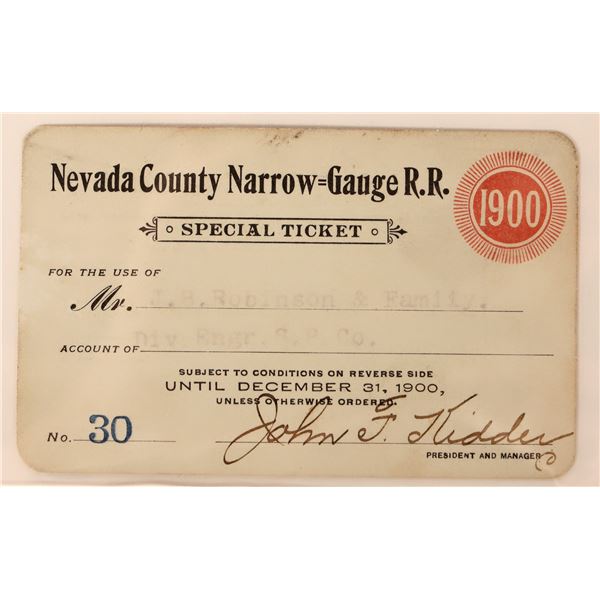 Nevada County Narrow=Gauge R.R.
1900
SPECIAL TICKET
FOR THE USE OF
Mr. J.B.Robinson & Family.
Div.Engr.S.P.Co.
ACCOUNT OF
SUBJECT TO CONDITIONS ON REVERSE SIDE
UNTIL DECEMBER 31, 1900,
UNLESS OTHERWISE ORDERED.
No. 30
John F. Kidder
PRESIDENT AND MANAGER